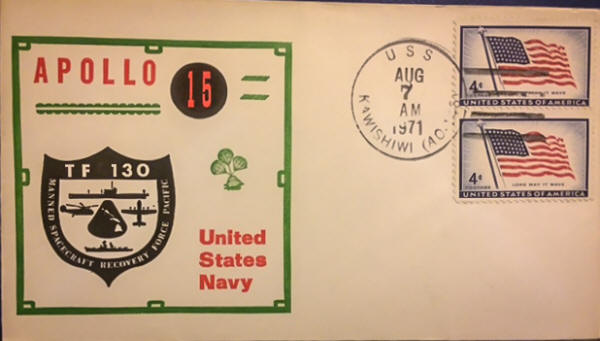 APOLLO 15
TF 130
MANNED SPACECRAFT RECOVERY FORCE PACIFIC
United
States
Navy
USS
AUG
7
AM
1971
KAWISHIWI (AO-
4¢
UNITED STATES OF AMERICA
4¢
LONG MAY IT WAVE
UNITED STATES OF AMERICA